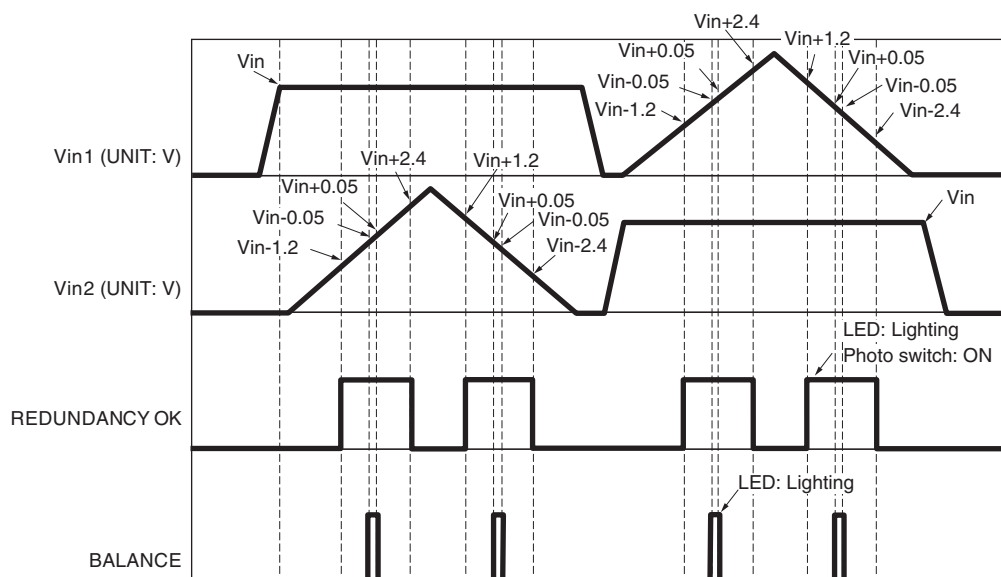 Vin+2.4
Vin+1.2
Vin+0.05
Vin+0.05
Vin
Vin-0.05
Vin-0.05
Vin-1.2
Vin-2.4
Vin1 (UNIT: V)
Vin+2.4
Vin+1.2
Vin+0.05
Vin
Vin+0.05
Vin-0.05
Vin-0.05
Vin-1.2
Vin-2.4
Vin2 (UNIT: V)
LED: Lighting
Photo switch: ON
REDUNDANCY OK
LED: Lighting
BALANCE